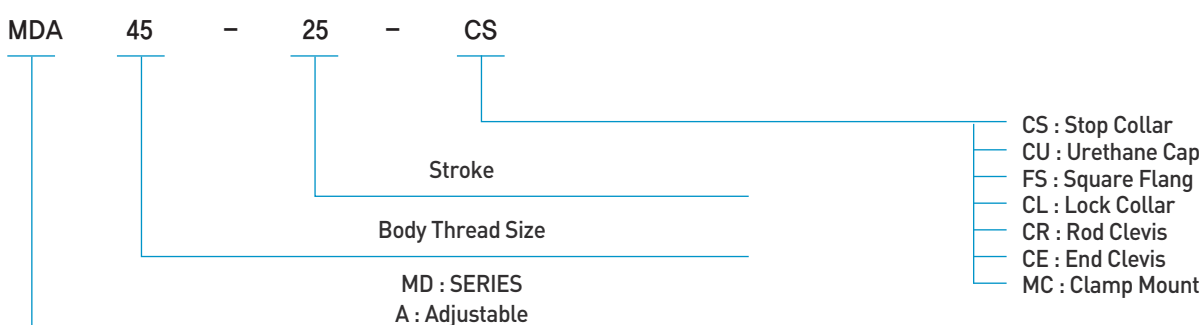 MDA 45 – 25 – CS
CS : Stop Collar
CU : Urethane Cap
Stroke
FS : Square Flang
CL : Lock Collar
Body Thread Size
CR : Rod Clevis
CE : End Clevis
MD : SERIES
MC : Clamp Mount
A : Adjustable